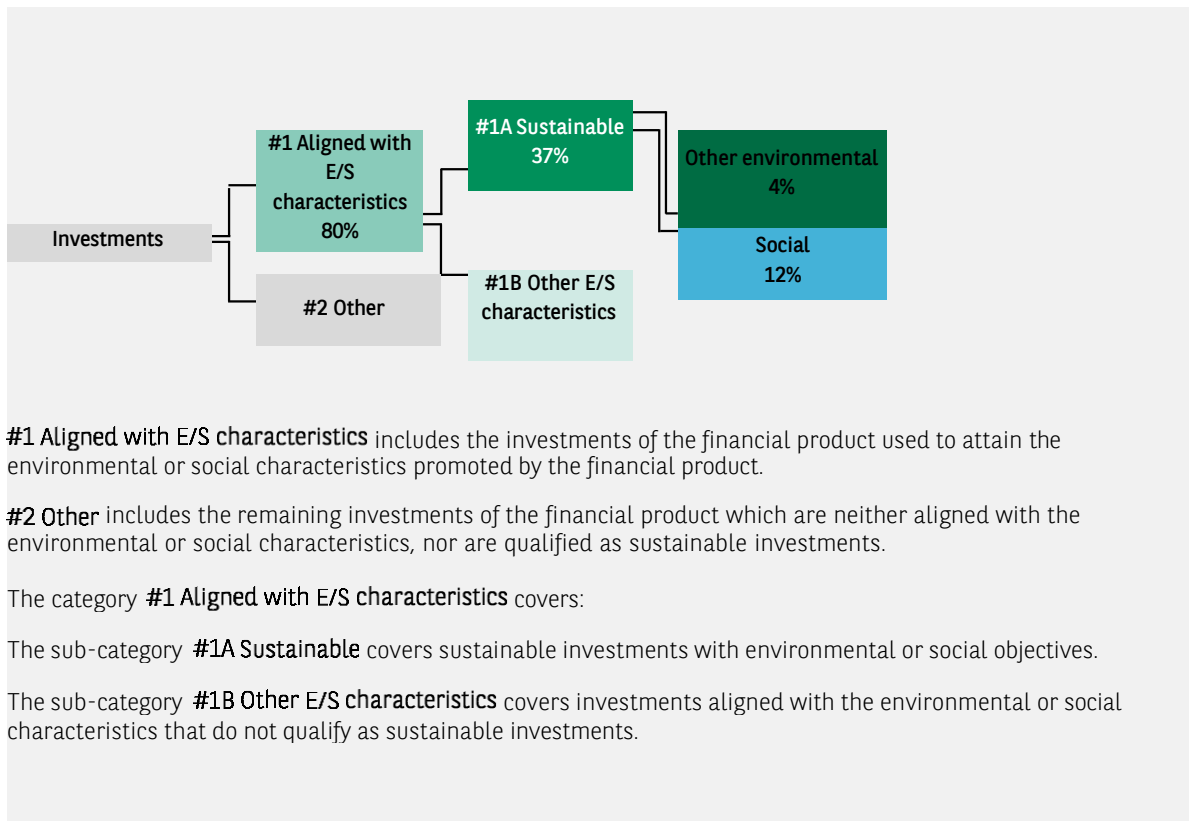 #1A Sustainable
37%
#1 Aligned with
E/S
characteristics
80%
Other environmental
4%
Investments
Social
12%
#2 Other
#1B Other E/S
characteristics
#1 Aligned with E/S characteristics includes the investments of the financial product used to attain the
environmental or social characteristics promoted by the financial product.
#2 Other includes the remaining investments of the financial product which are neither aligned with the
environmental or social characteristics, nor are qualified as sustainable investments.
The category #1 Aligned with E/S characteristics covers:
The sub-category #1A Sustainable covers sustainable investments with environmental or social objectives.
The sub-category #1B Other E/S characteristics covers investments aligned with the environmental or social
characteristics that do not qualify as sustainable investments.